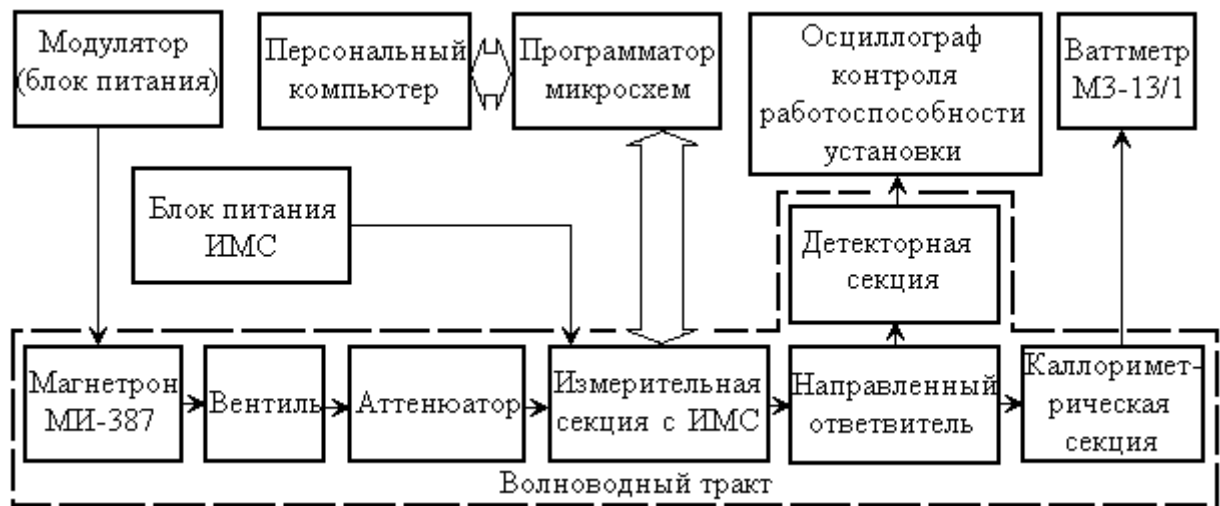 Модулятор
(блок питания)
Персональный
компьютер
Программатор
микросхем
Осциллограф
контроля
работоспособности
установки
Ваттметр
М3-13/1
Блок питания
ИМС
Детекторная
секция
Магнетрон
МИ-387
Вентиль
Аттенюатор
Измерительная
секция с ИМС
Направленный
ответвитель
Каллоримет-
рическая
секция
Волноводный тракт